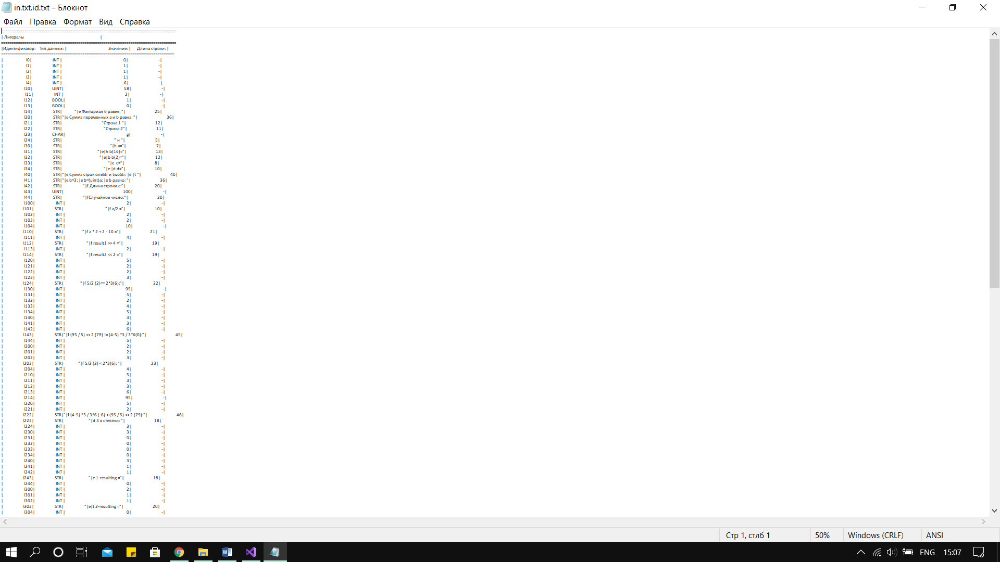 in.txt.id.txt – Блокнот
Файл Правка Формат Вид Справка
==========
| Литералы |
==========
|Идентификатор: Тип данных: | Значение: | Длина строки: |
==========
| l0| INT | 0| -|
| l1| INT | 1| -|
| l2| INT | 1| -|
| l3| INT | 1| -|
| l4| INT | -6| -|
| l10| UINT| 58| -|
| l11| INT | 2| -|
| l12| BOOL| 1| -|
| l13| BOOL| 0| -|
| l14| STR| "|e Факториал 6 равен: "| 25|
| l20| STR|"|e Сумма переменных a и b равна: "| 36|
| l21| STR| "Строка 1 "| 12|
| l22| STR| "Строка 2"| 11|
| l23| CHAR| g| -|
| l24| STR| " и "| 5|
| l30| STR| "|h a="| 7|
| l31| STR| "|e|h b(16)="| 13|
| l32| STR| "|e|b b(2)="| 12|
| l33| STR| "|e c="| 8|
| l34| STR| "|e |d d="| 10|
| l40| STR|"|e Сумма строк oneStr и twoStr: |e |t "| 40|
| l41| STR|"|e b=3; |e b=(uint)a; |e b равно: "| 36|
| l42| STR| "|f Длина строки e:"| 20|
| l43| UINT| 100| -|
| l44| STR| "|fСлучайное число:"| 20|
| l100| INT | 2| -|
| l101| STR| "|f a/2 ="| 10|
| l102| INT | 2| -|
| l103| INT | 2| -|
| l104| INT | 10| -|
| l110| STR| "|f a * 2 + 2 - 10 ="| 21|
| l111| INT | 4| -|
| l112| STR| "|f result1 >> 4 ="| 19|
| l113| INT | 2| -|
| l114| STR| "|f result2 << 2 ="| 19|
| l120| INT | 5| -|
| l121| INT | 2| -|
| l122| INT | 2| -|
| l123| INT | 3| -|
| l124| STR| "|f 5/2 (2)== 2*3(6):"| 22|
| l130| INT | 95| -|
| l131| INT | 5| -|
| l132| INT | 2| -|
| l133| INT | 4| -|
| l134| INT | 5| -|
| l140| INT | 3| -|
| l141| INT | 3| -|
| l142| INT | 6| -|
| l143| STR|"|f (95 / 5) << 2 (79) != (4-5) *3 / 3*6(0):"| 45|
| l144| INT | 5| -|
| l200| INT | 2| -|
| l201| INT | 2| -|
| l202| INT | 3| -|
| l203| STR| "|f 5/2 (2) < 2*3(6): "| 23|
| l204| INT | 4| -|
| l210| INT | 5| -|
| l211| INT | 3| -|
| l212| INT | 3| -|
| l213| INT | 6| -|
| l214| INT | 95| -|
| l220| INT | 5| -|
| l221| INT | 2| -|
| l222| STR|"|f (4-5) *3 / 3*6 (-6) < (95 / 5) << 2 (79):"| 46|
| l223| STR| "|d 3 в степени: "| 18|
| l224| INT | 3| -|
| l230| INT | 3| -|
| l231| INT | 0| -|
| l232| INT | 0| -|
| l233| INT | 0| -|
| l234| INT | 0| -|
| l240| INT | 3| -|
| l241| INT | 1| -|
| l242| INT | 1| -|
| l243| STR| "|e 1-resulting ="| 18|
| l244| INT | 0| -|
| l300| INT | 2| -|
| l301| INT | 1| -|
| l302| INT | 1| -|
| l303| STR| "|e|t 2-resulting ="| 20|
| l304| INT | 0| -|
Стр 1, стлб 1 50% Windows (CRLF) ANSI
ENG 15:07